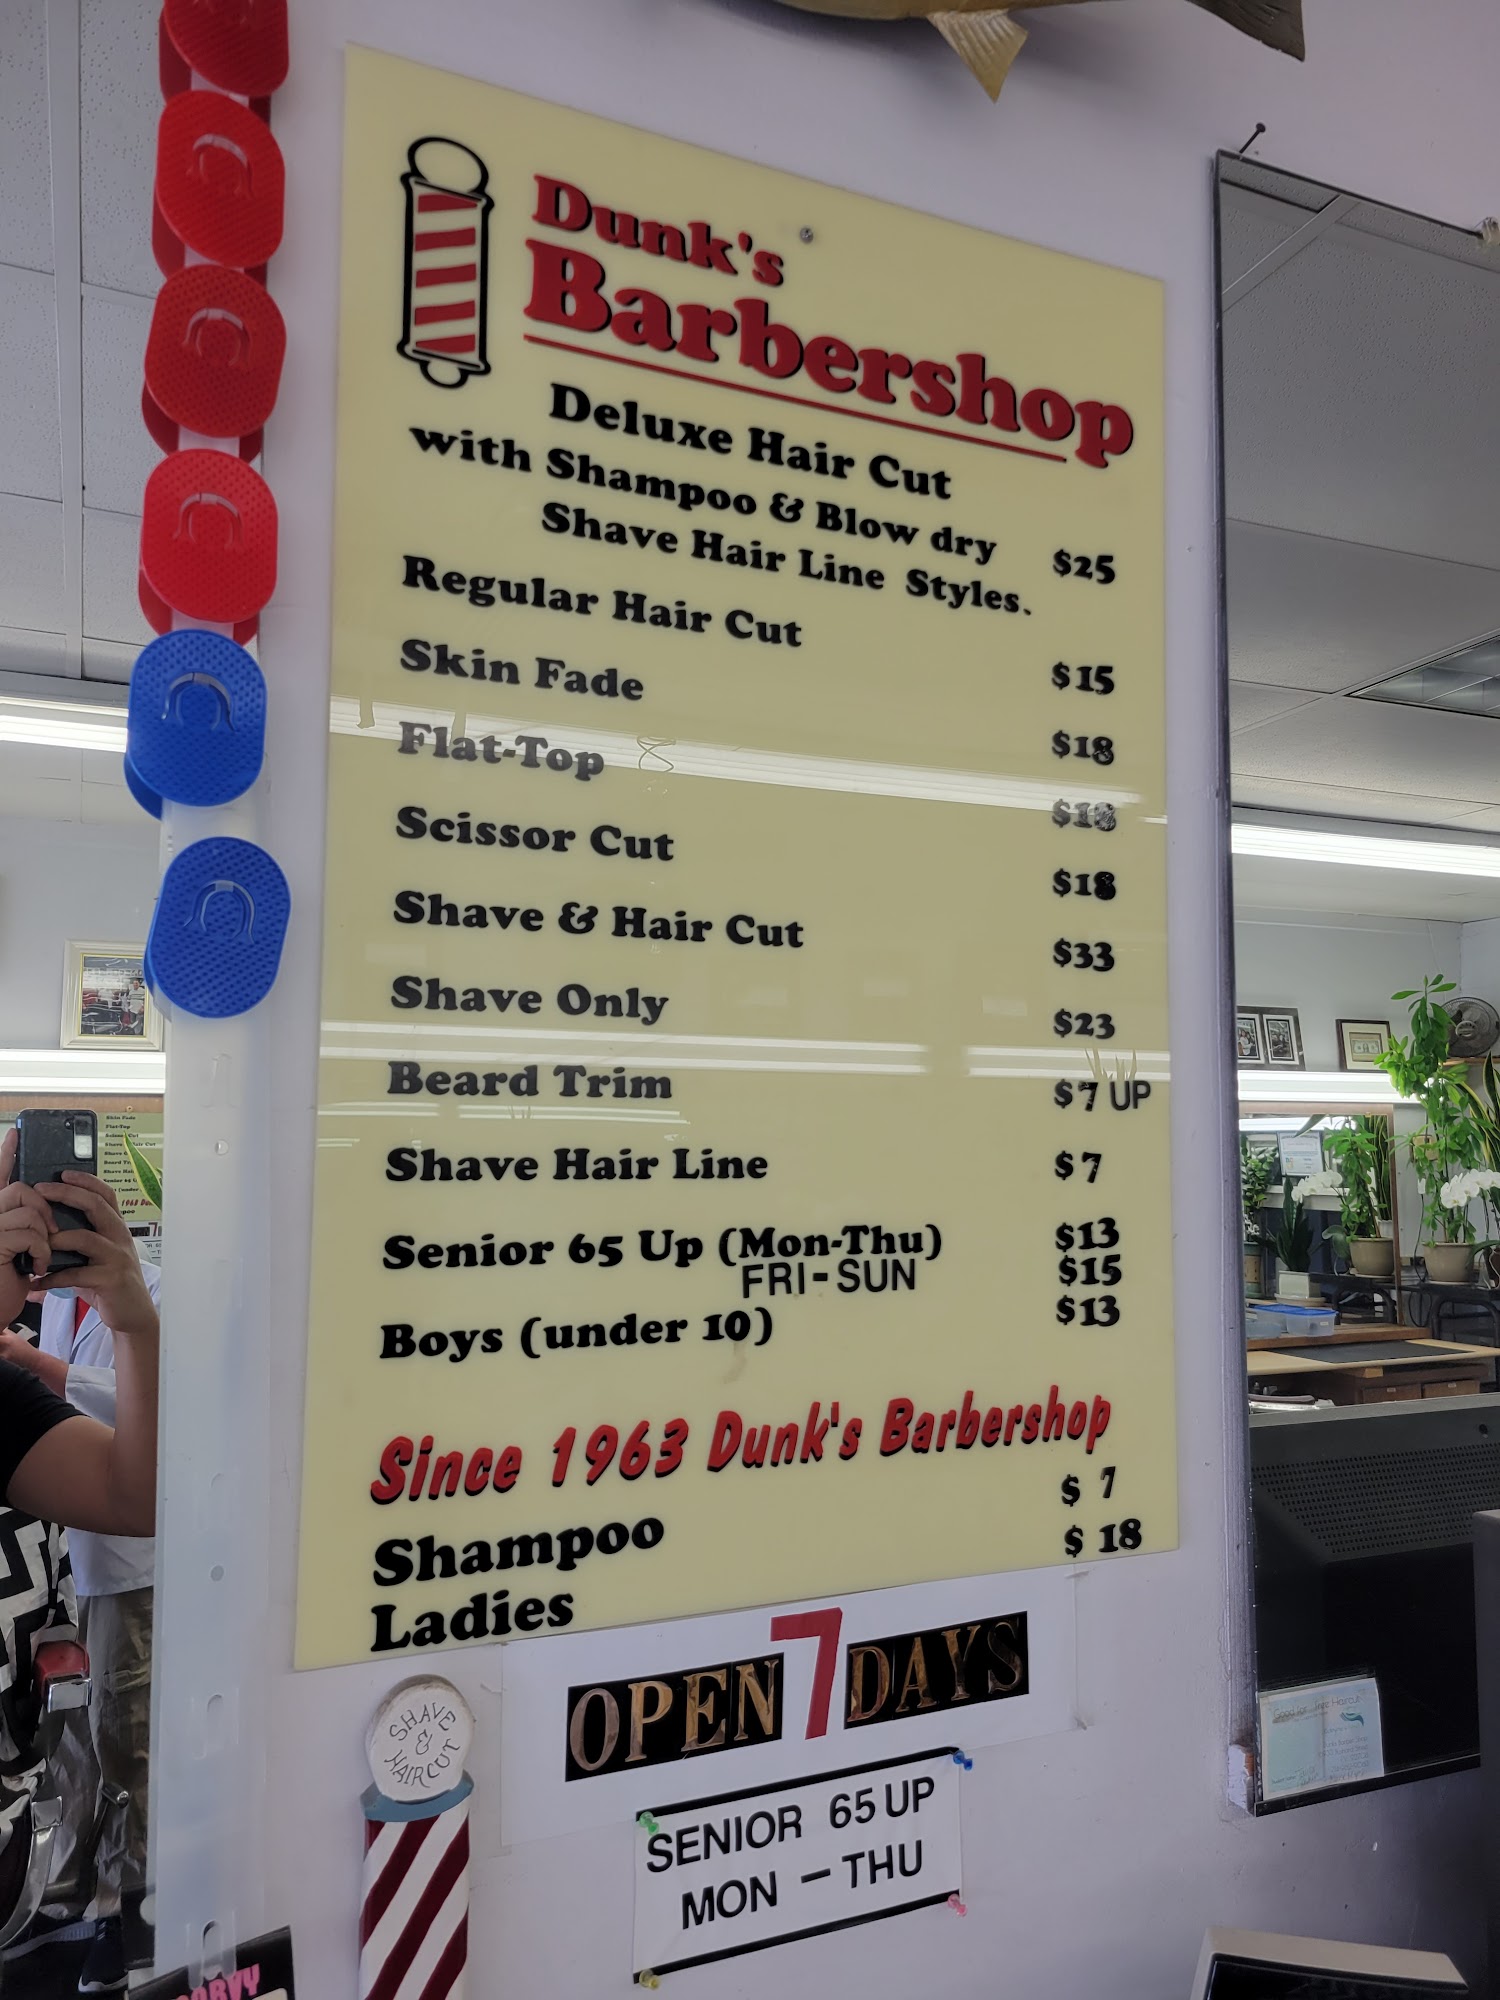 Dunk's
Barbershop
Deluxe Hair Cut
with Shampoo & Blow dry $25
Shave Hair Line Styles.
Regular Hair Cut $15
Skin Fade $18
Flat-Top $18
Scissor Cut $18
Shave & Hair Cut $33
Shave Only $23
Beard Trim $7 UP
Shave Hair Line $7
Senior 65 Up (Mon-Thu) $13
FRI-SUN $15
Boys (under 10) $13
Since 1963 Dunk's Barbershop
Shampoo $ 7
Ladies $ 18
OPEN 7 DAYS
SHAVE
&
HAIRCUT
SENIOR 65 UP
MON - THU